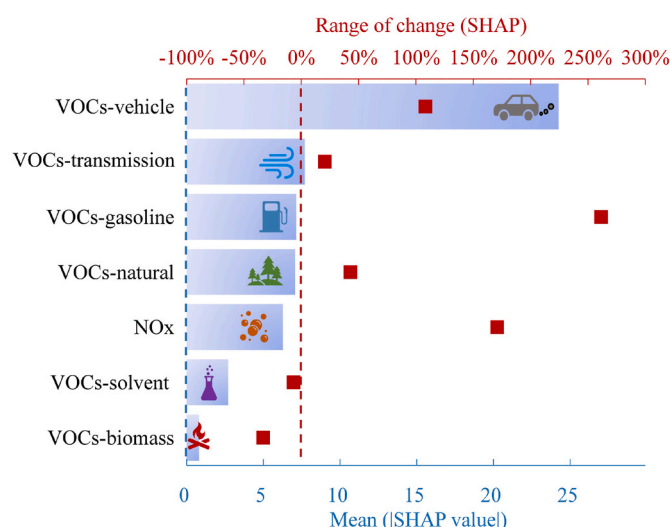 Range of change (SHAP)
-100% -50% 0% 50% 100% 150% 200% 250% 300%
VOCs-vehicle
VOCs-transmission
VOCs-gasoline
VOCs-natural
NOx
VOCs-solvent
VOCs-biomass
0 5 10 15 20 25
Mean (|SHAP value|)